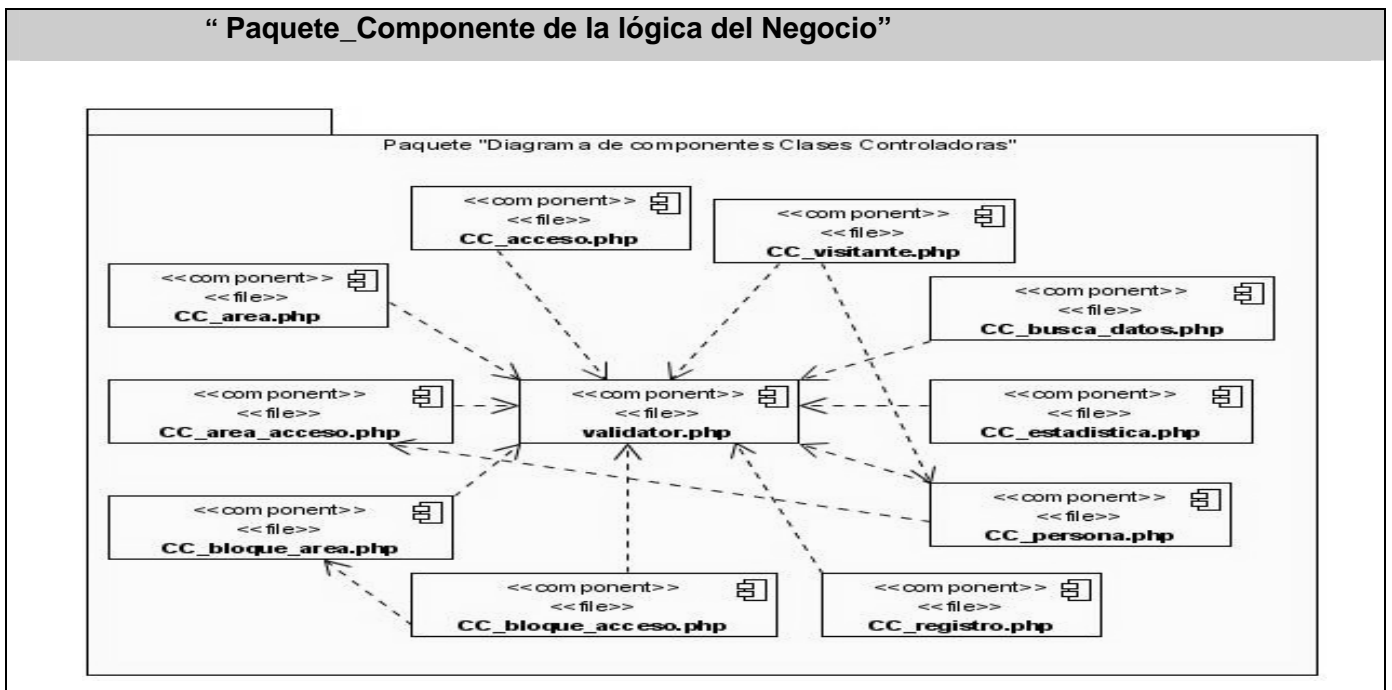 “ Paquete_Componente de la lógica del Negocio”
Paquete "Diagrama de componentes Clases Controladoras"
<<component>>
<<file>>
CC_acceso.php
<<component>>
<<file>>
CC_visitante.php
<<component>>
<<file>>
CC_area.php
<<component>>
<<file>>
CC_busca_datos.php
<<component>>
<<file>>
CC_area_acceso.php
<<component>>
<<file>>
validator.php
<<component>>
<<file>>
CC_estadistica.php
<<component>>
<<file>>
CC_bloque_area.php
<<component>>
<<file>>
CC_persona.php
<<component>>
<<file>>
CC_bloque_acceso.php
<<component>>
<<file>>
CC_registro.php